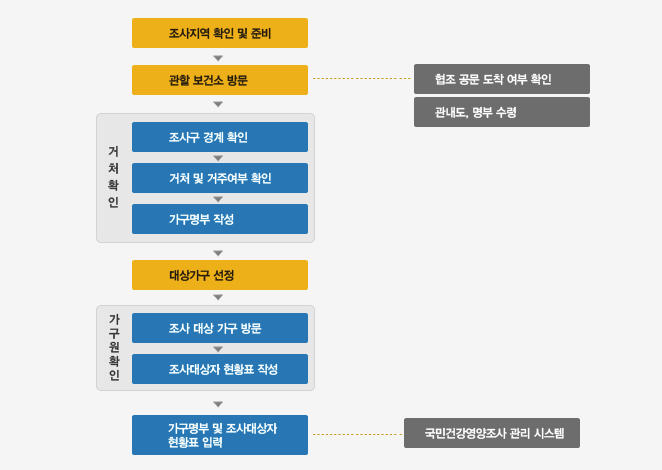 조사지역 확인 및 준비
관할 보건소 방문
협조 공문 도착 여부 확인
관내도, 명부 수령
거처확인
조사구 경계 확인
거처 및 거주여부 확인
가구명부 작성
대상가구 선정
가구원확인
조사 대상 가구 방문
조사대상자 현황표 작성
가구명부 및 조사대상자
현황표 입력
국민건강영양조사 관리 시스템